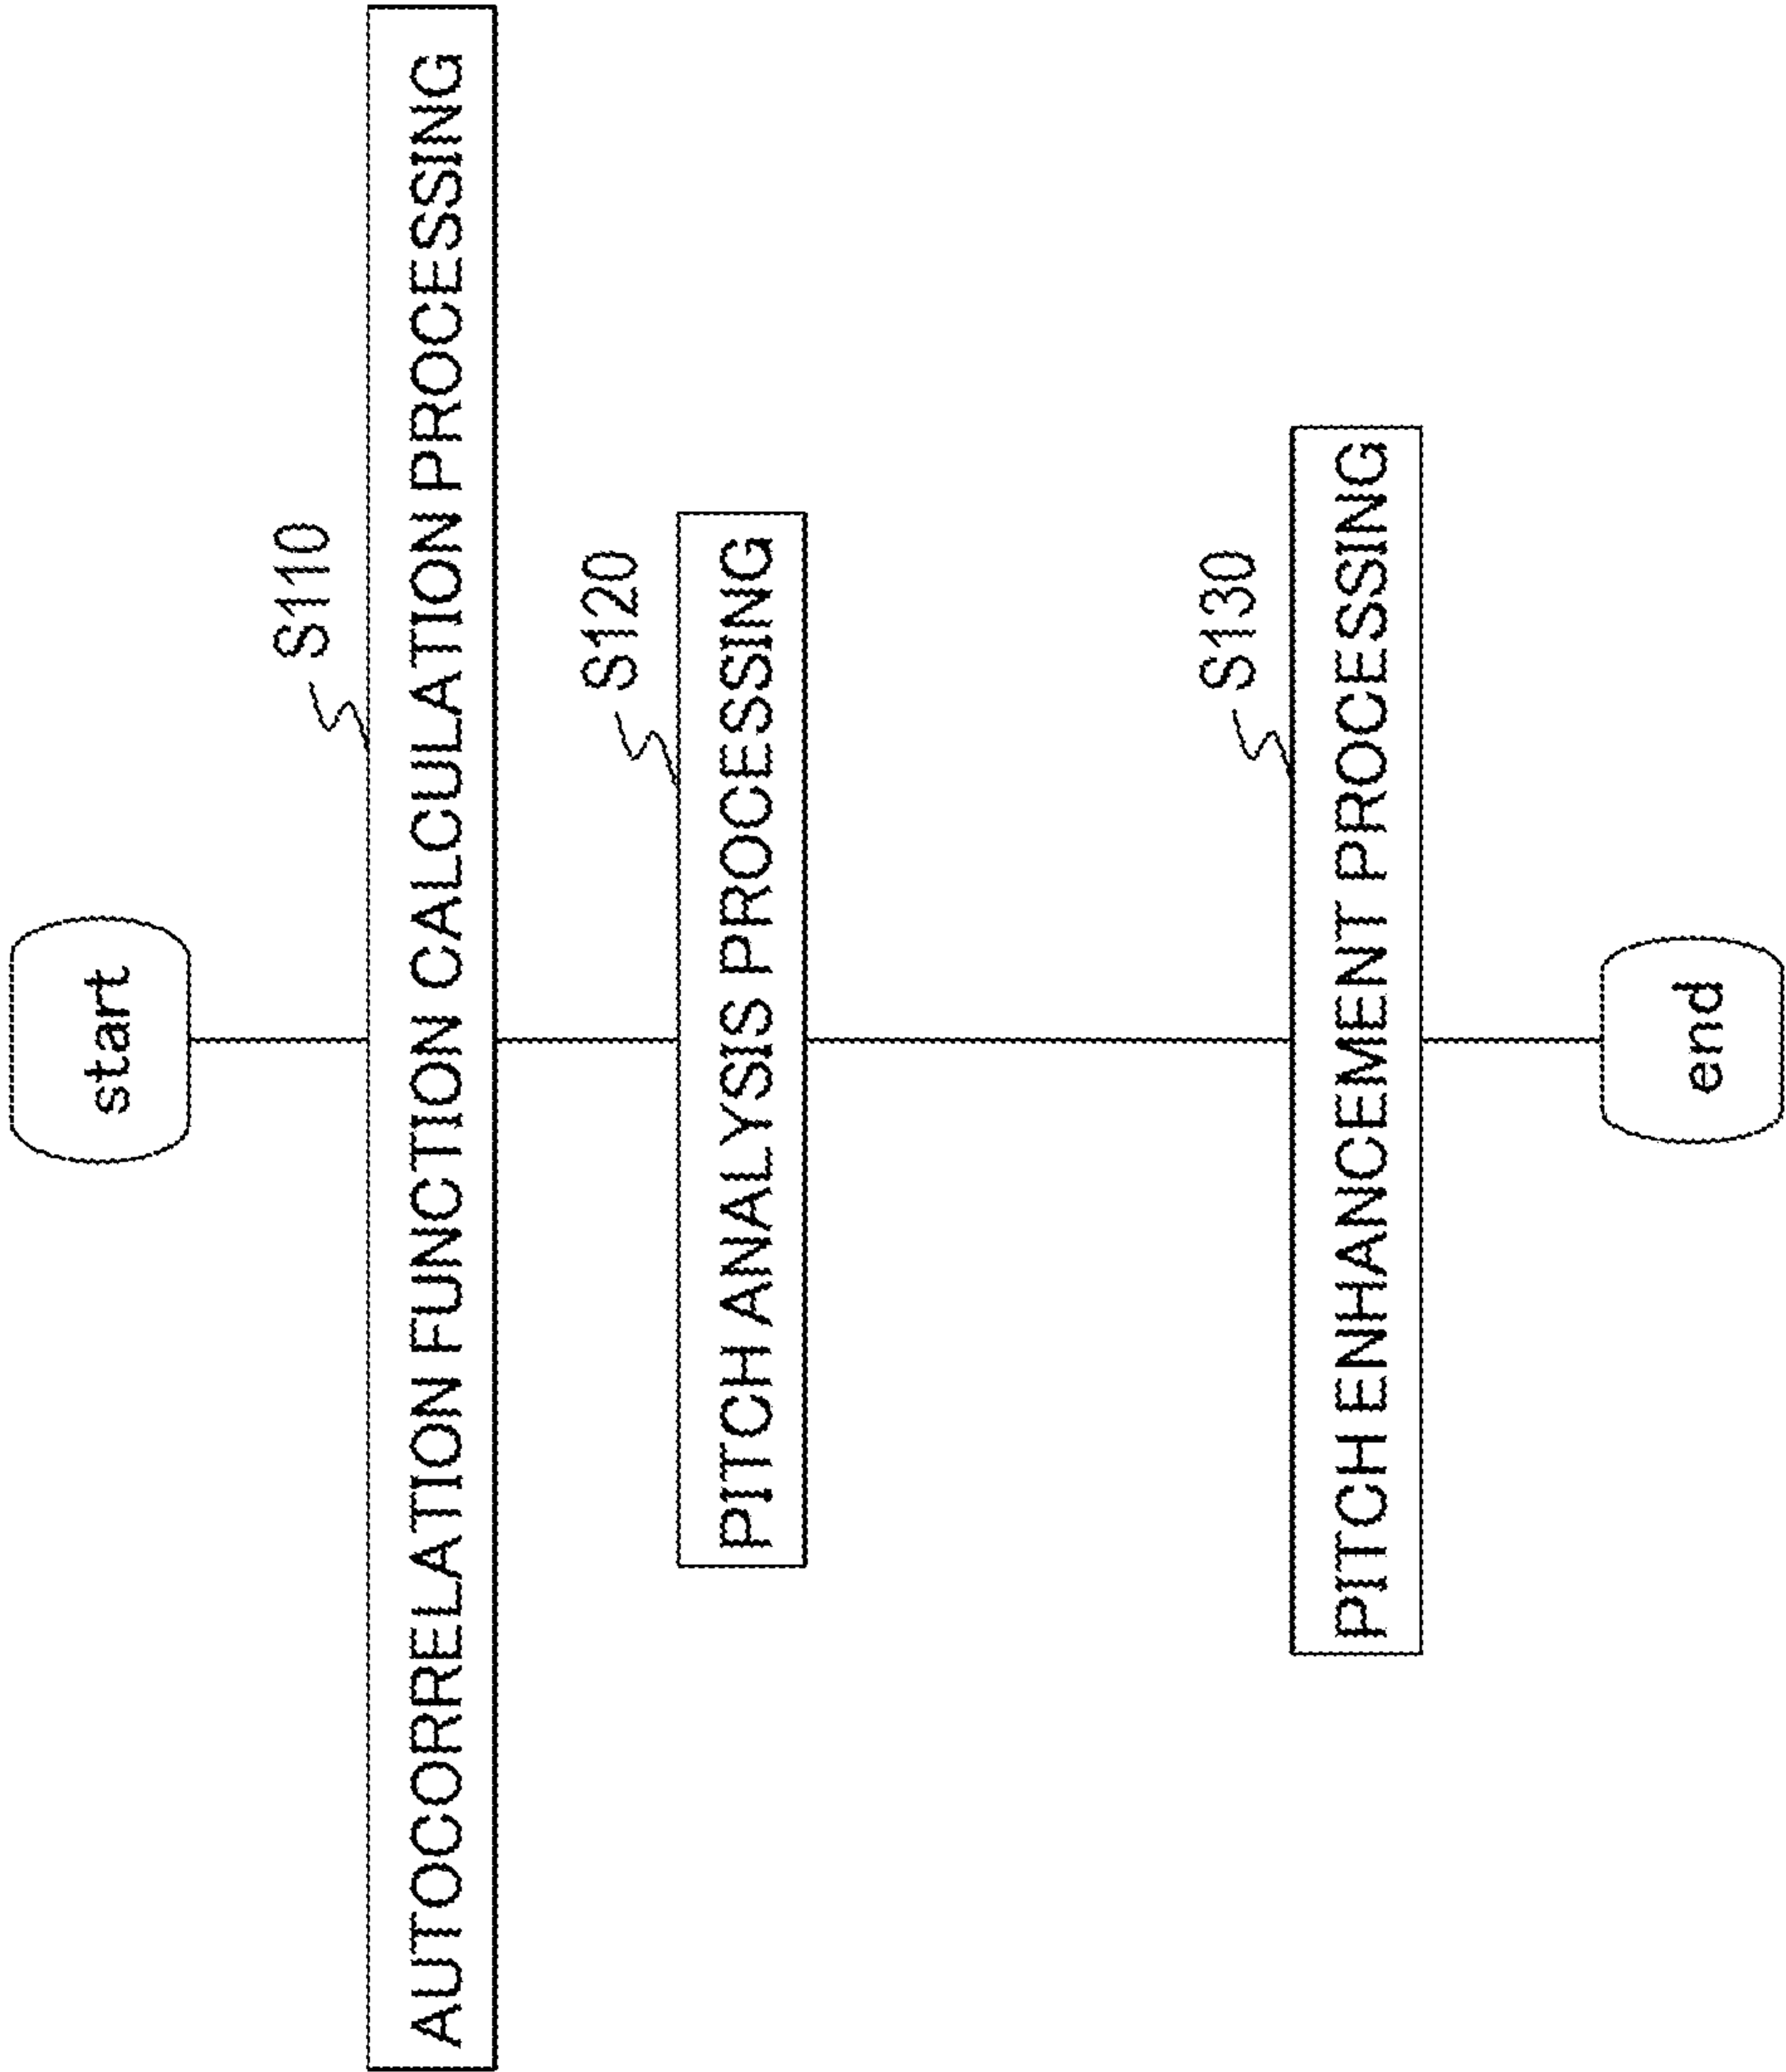 start
S110
AUTOCORRELATION FUNCTION CALCULATION PROCESSING
S120
PITCH ANALYSIS PROCESSING
S130
PITCH ENHANCEMENT PROCESSING
end